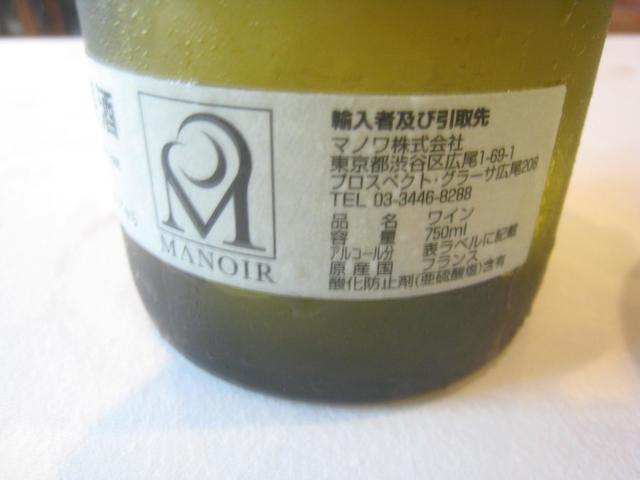 酒
MANOIR
輸入者及び引取先
マノワ株式会社
東京都渋谷区広尾1-69-1
プロスペクト・グラーサ広尾208
TEL 03-3446-8288
品 名 ワイン
容 量 750ml
アルコール分 表ラベルに記載
原産国 フランス
酸化防止剤(亜硫酸塩)含有